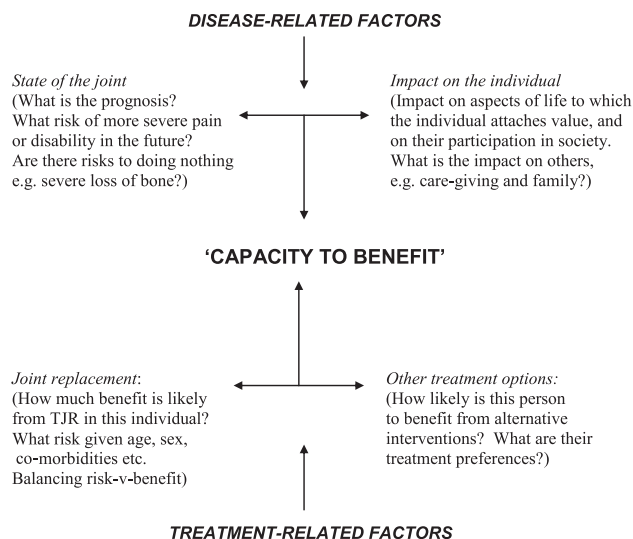 DISEASE-RELATED FACTORS
State of the joint
(What is the prognosis?
What risk of more severe pain
or disability in the future?
Are there risks to doing nothing
e.g. severe loss of bone?)
Impact on the individual
(Impact on aspects of life to which
the individual attaches value, and
on their participation in society.
What is the impact on others,
e.g. care-giving and family?)
‘CAPACITY TO BENEFIT’
Joint replacement:
(How much benefit is likely
from TJR in this individual?
What risk given age, sex,
co-morbidities etc.
Balancing risk-v-benefit)
Other treatment options:
(How likely is this person
to benefit from alternative
interventions? What are their
treatment preferences?)
TREATMENT-RELATED FACTORS